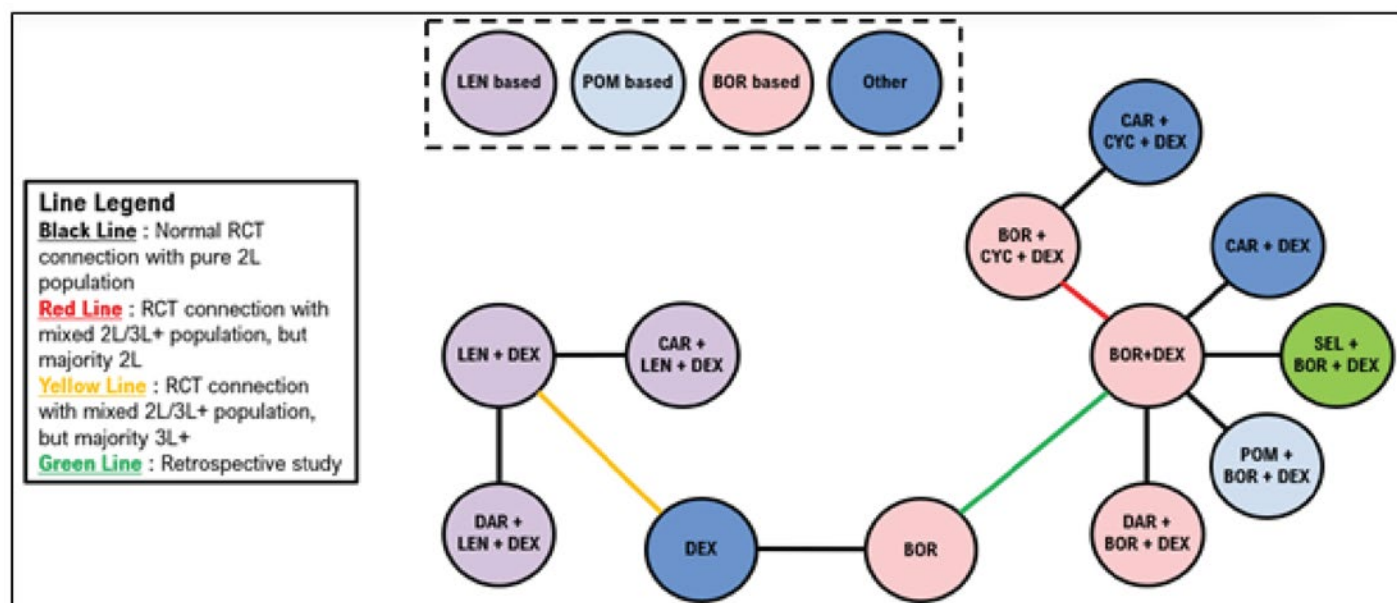 LEN based
POM based
BOR based
Other
Line Legend
Black Line : Normal RCT
connection with pure 2L
population
Red Line : RCT connection with
mixed 2L/3L+ population, but
majority 2L
Yellow Line : RCT connection
with mixed 2L/3L+ population,
but majority 3L+
Green Line : Retrospective study
CAR +
CYC + DEX
BOR +
CYC + DEX
CAR + DEX
LEN + DEX
CAR +
LEN + DEX
BOR+DEX
SEL +
BOR + DEX
POM +
BOR + DEX
DAR +
LEN + DEX
DEX
BOR
DAR +
BOR + DEX